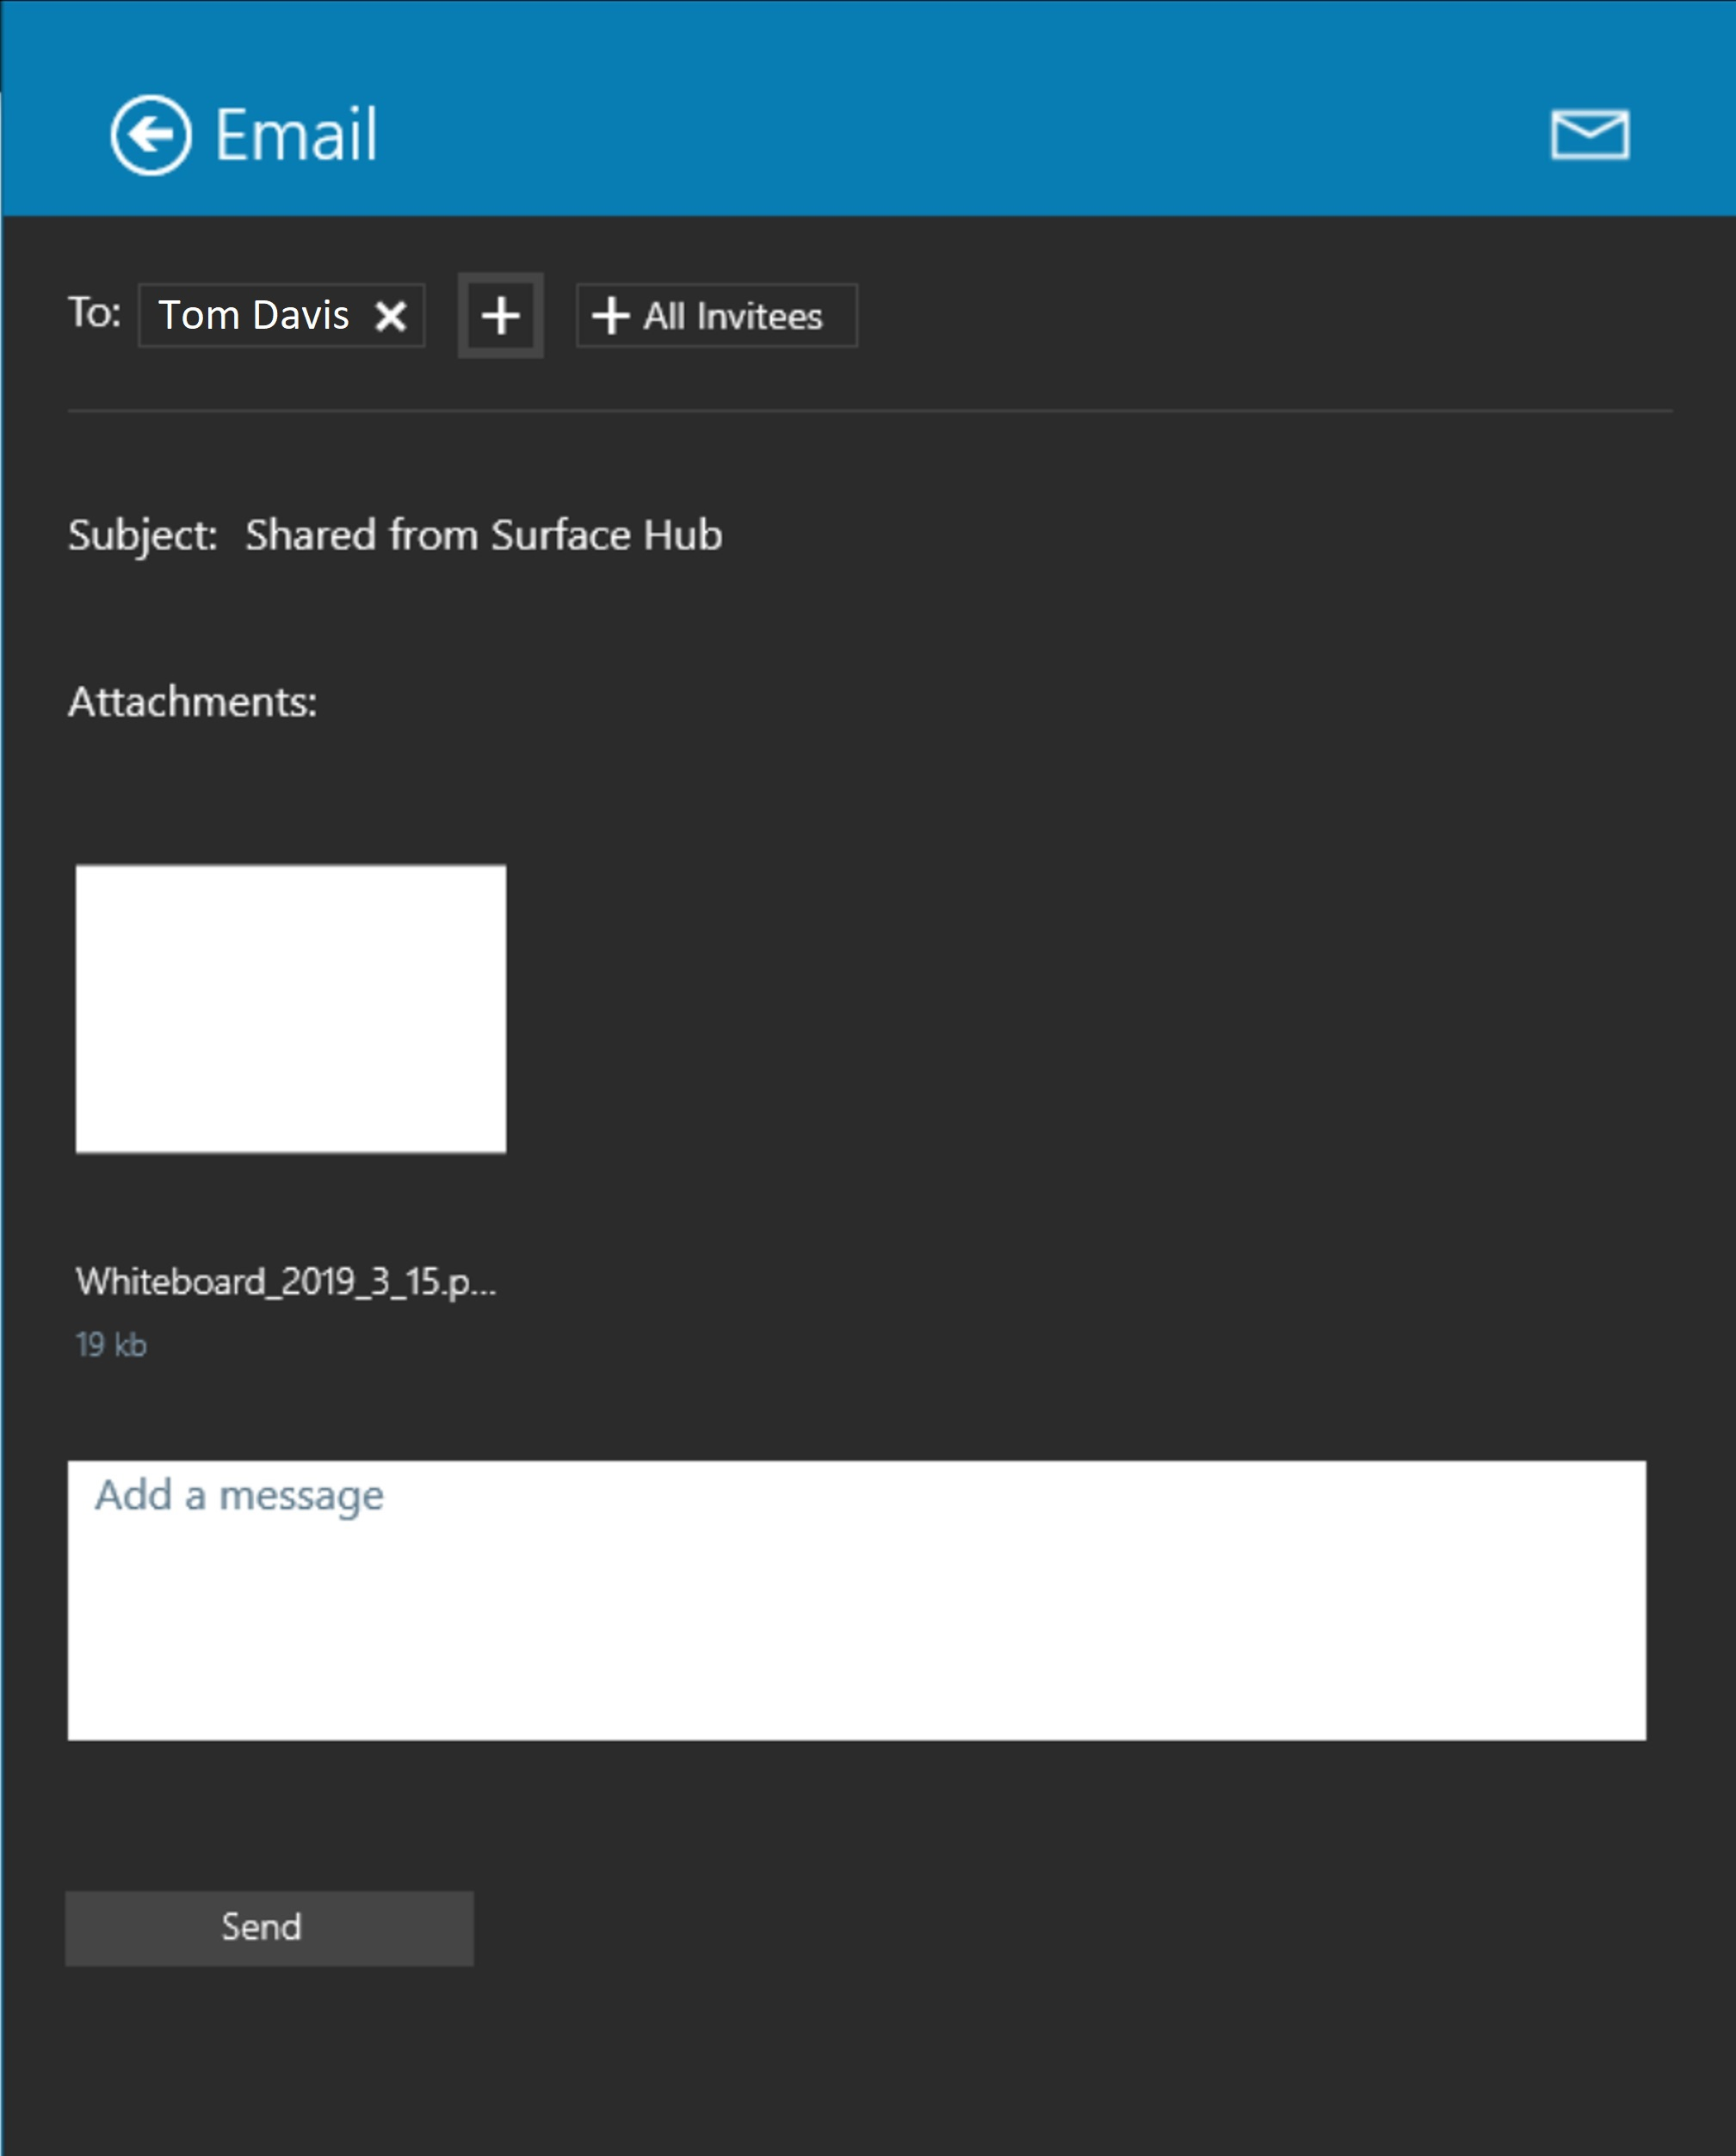 Email
To: Tom Davis All Invitees
Subject: Shared from Surface Hub
Attachments:
Whiteboard_2019_3_15.p...
19 kb
Add a message
Send